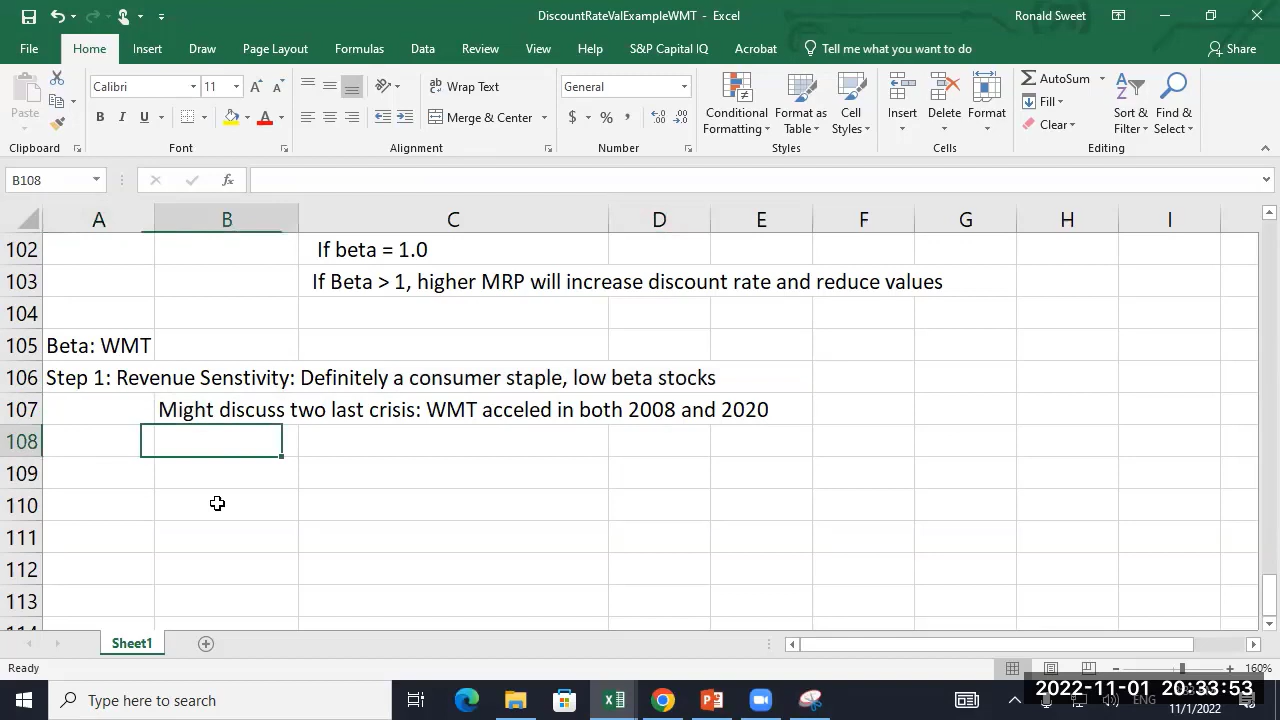 DiscountRateValExampleWMT - Excel
Ronald Sweet
File Home Insert Draw Page Layout Formulas Data Review View Help S&P Capital IQ Acrobat Tell me what you want to do Share
Paste
Calibri 11
B I U
Wrap Text
Merge & Center
General
$ % ,
Conditional Formatting
Format as Table
Cell Styles
Insert
Delete
Format
AutoSum
Fill
Clear
Sort & Filter
Find & Select
Clipboard Font Alignment Number Styles Cells Editing
B108
fx
A B C D E F G H I
102 If beta = 1.0
103 If Beta > 1, higher MRP will increase discount rate and reduce values
104
105 Beta: WMT
106 Step 1: Revenue Senstivity: Definitely a consumer staple, low beta stocks
107 Might discuss two last crisis: WMT acceled in both 2008 and 2020
108
109
110
111
112
113
Sheet1
Ready
160%
Type here to search
ENG
2022-11-01 20:33:53
11/1/2022